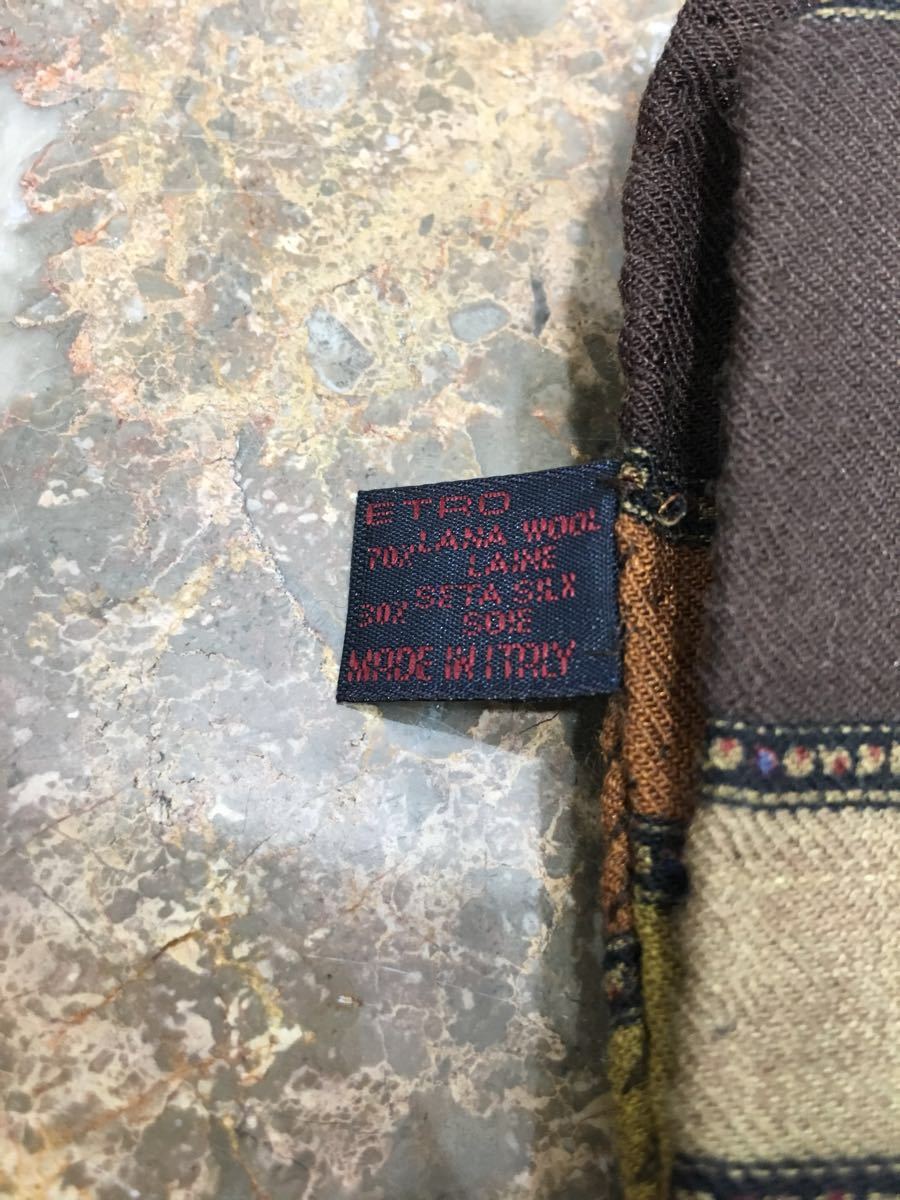 ETRO
70% LANA WOOL
LAINE
30% SETA SILK
SOIE
MADE IN ITALY